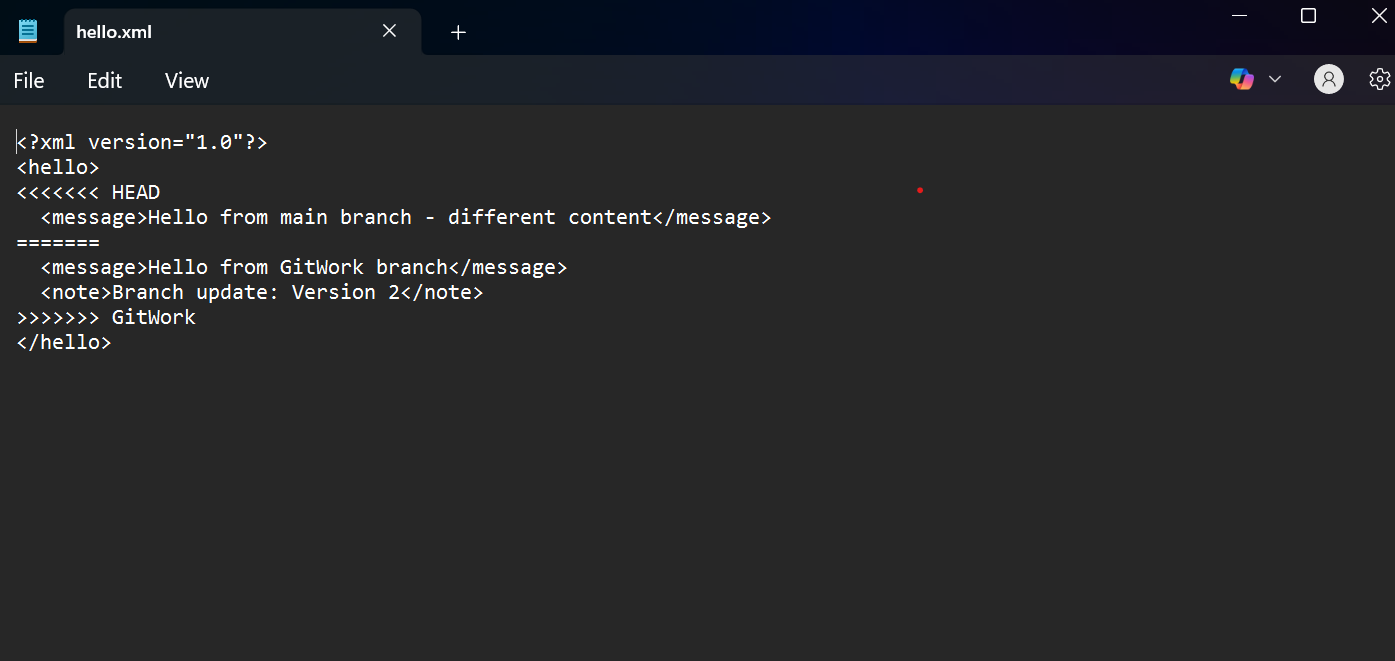 hello.xml
File Edit View
<?xml version="1.0"?>
<hello>
<<<<<<< HEAD
  <message>Hello from main branch - different content</message>
=======
  <message>Hello from GitWork branch</message>
  <note>Branch update: Version 2</note>
>>>>>>> GitWork
</hello>